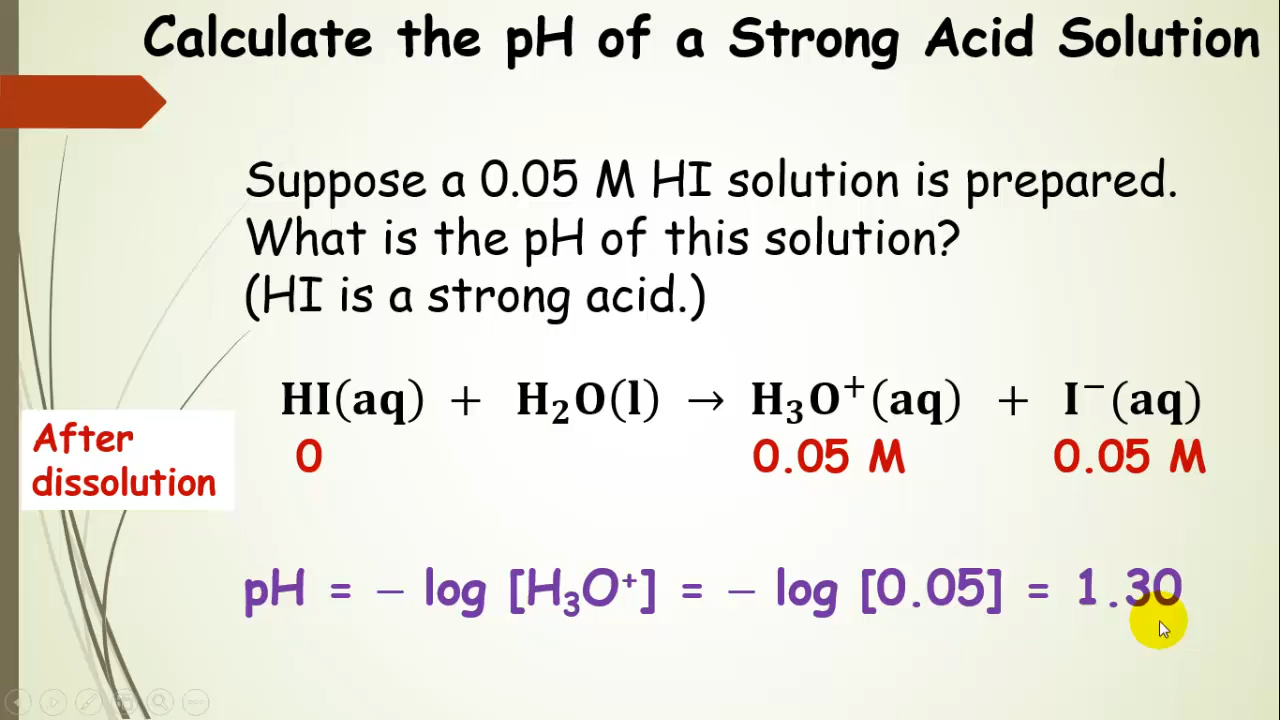 Calculate the pH of a Strong Acid Solution
Suppose a 0.05 M HI solution is prepared.
What is the pH of this solution?
(HI is a strong acid.)
HI(aq) + H₂O(l) → H₃O⁺(aq) + I⁻(aq)
After
dissolution
0 0.05 M 0.05 M
pH = − log [H₃O⁺] = − log [0.05] = 1.30